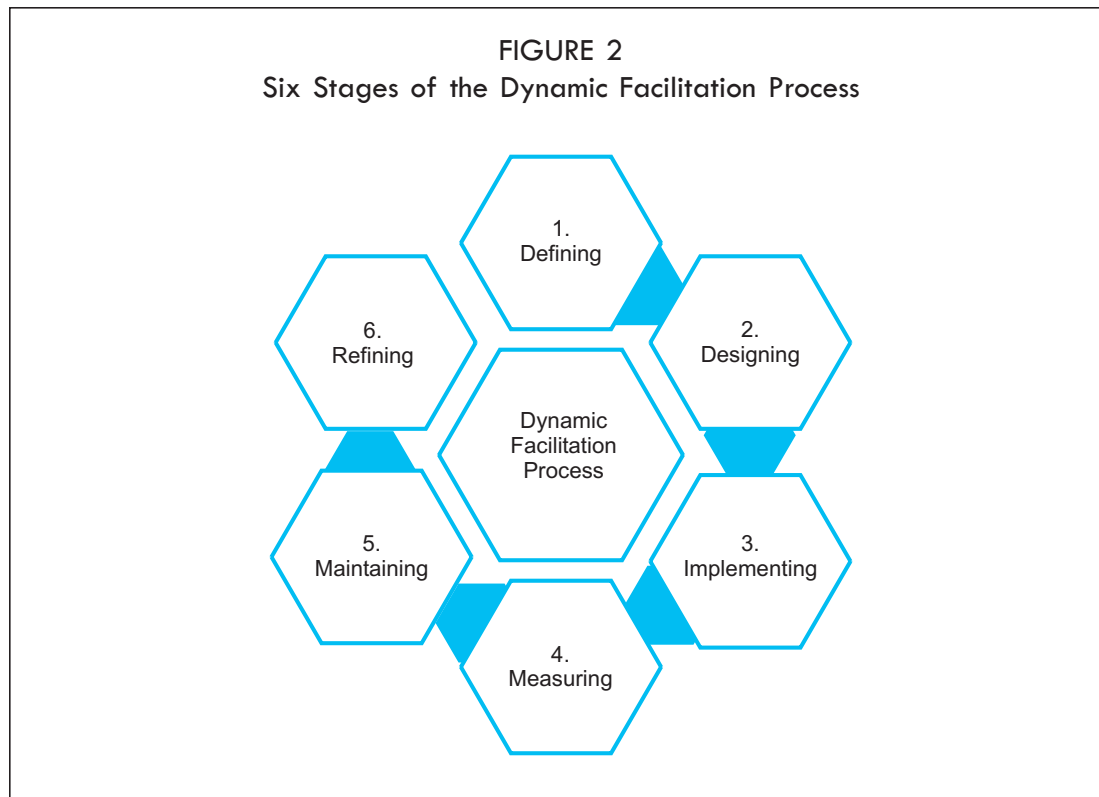 FIGURE 2
Six Stages of the Dynamic Facilitation Process
1.
Defining
2.
Designing
3.
Implementing
4.
Measuring
5.
Maintaining
6.
Refining
Dynamic
Facilitation
Process